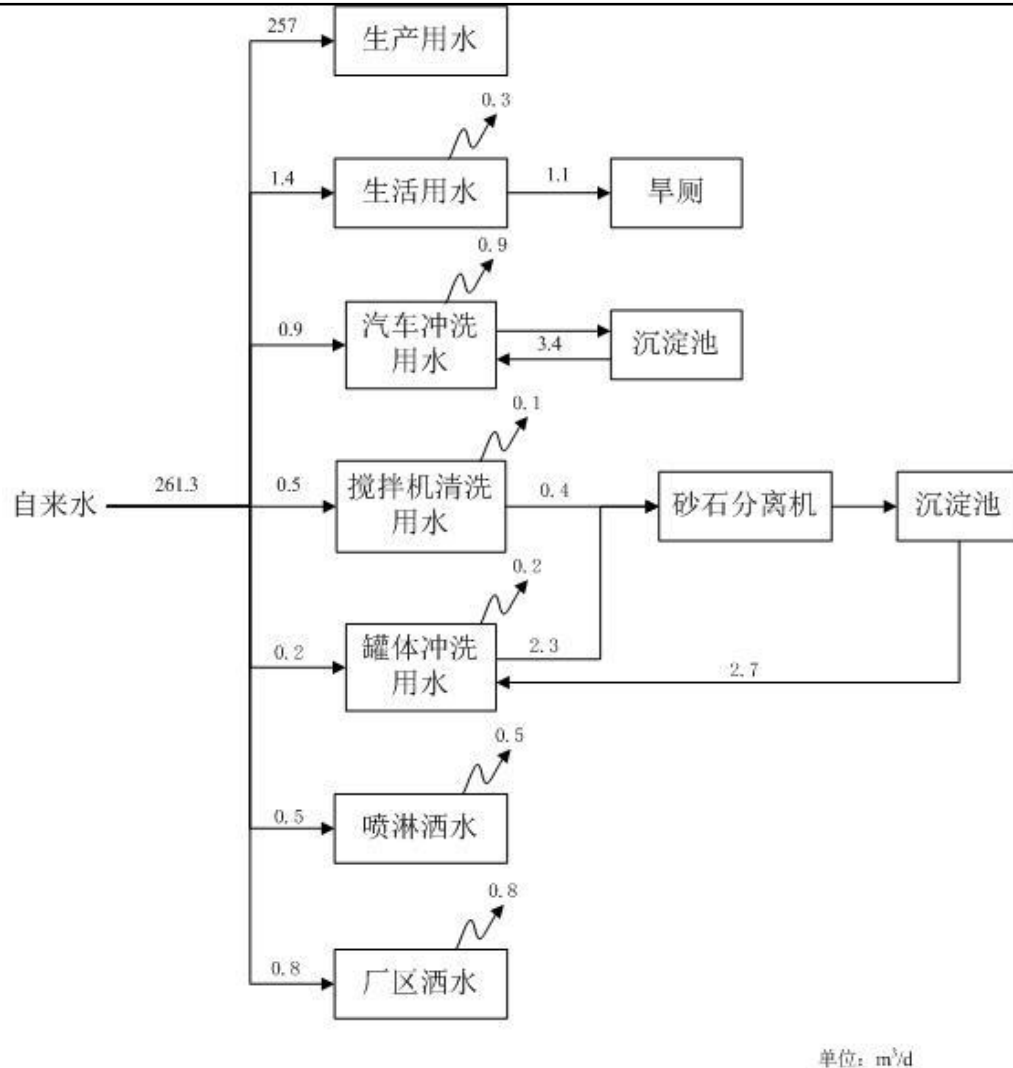 257
生产用水
0.3
1.4
生活用水
1.1
旱厕
0.9
0.9
汽车冲洗
用水
3.4
沉淀池
0.1
自来水
261.3
0.5
搅拌机清洗
用水
0.4
砂石分离机
沉淀池
0.2
0.2
罐体冲洗
用水
2.3
2.7
0.5
0.5
喷淋洒水
0.8
0.8
厂区洒水
单位：m³/d